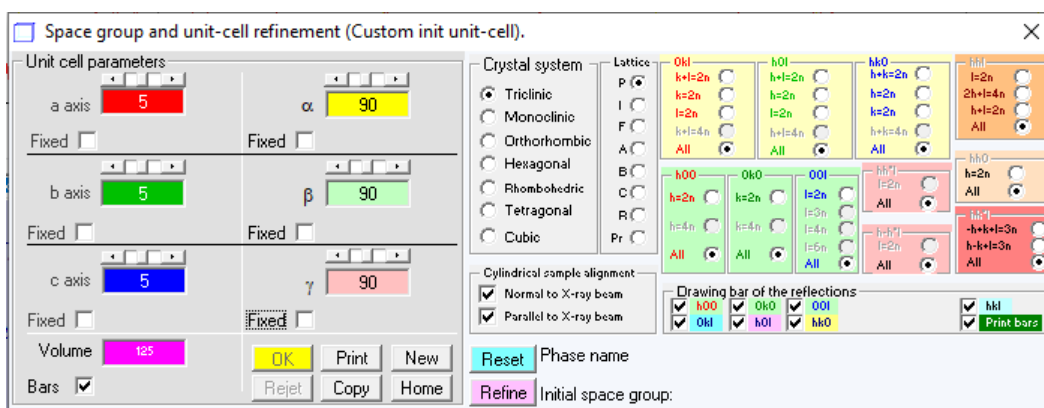 Space group and unit-cell refinement (Custom init unit-cell).
Unit cell parameters
a axis 5 α 90
Fixed Fixed
b axis 5 β 90
Fixed Fixed
c axis 5 γ 90
Fixed Fixed
Volume 125
Bars
OK Print New
Rejet Copy Home
Crystal system
Triclinic
Monoclinic
Orthorhombic
Hexagonal
Rhombohedric
Tetragonal
Cubic
Lattice
P
I
F
A
B
C
R
Pr
0kl
k+l=2n
k=2n
l=2n
k+l=4n
All
h0l
h+l=2n
h=2n
l=2n
h+l=4n
All
hk0
h+k=2n
h=2n
k=2n
h+k=4n
All
hhl
l=2n
2h+l=4n
h+l=2n
All
h00
h=2n
h=4n
All
0k0
k=2n
k=4n
All
00l
l=2n
l=3n
l=4n
l=6n
All
hh*l
l=2n
All
h-h*l
l=2n
All
hh0
h=2n
All
hk*l
-h+k+l=3n
h-k+l=3n
All
Cylindrical sample alignment
Normal to X-ray beam
Parallel to X-ray beam
Drawing bar of the reflections
h00 0k0 00l hkl
0kl h0l hk0 Print bars
Reset Phase name
Refine Initial space group: